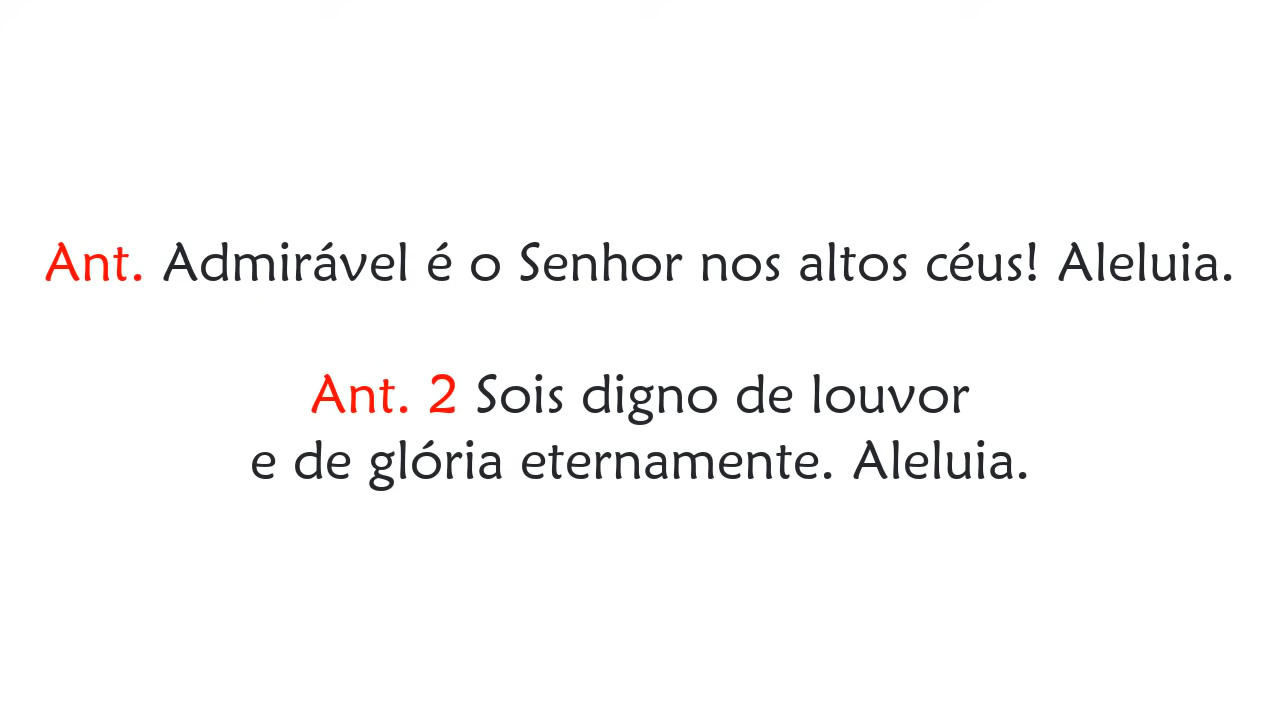 Ant. Admirável é o Senhor nos altos céus! Aleluia.
Ant. 2 Sois digno de louvor
e de glória eternamente. Aleluia.